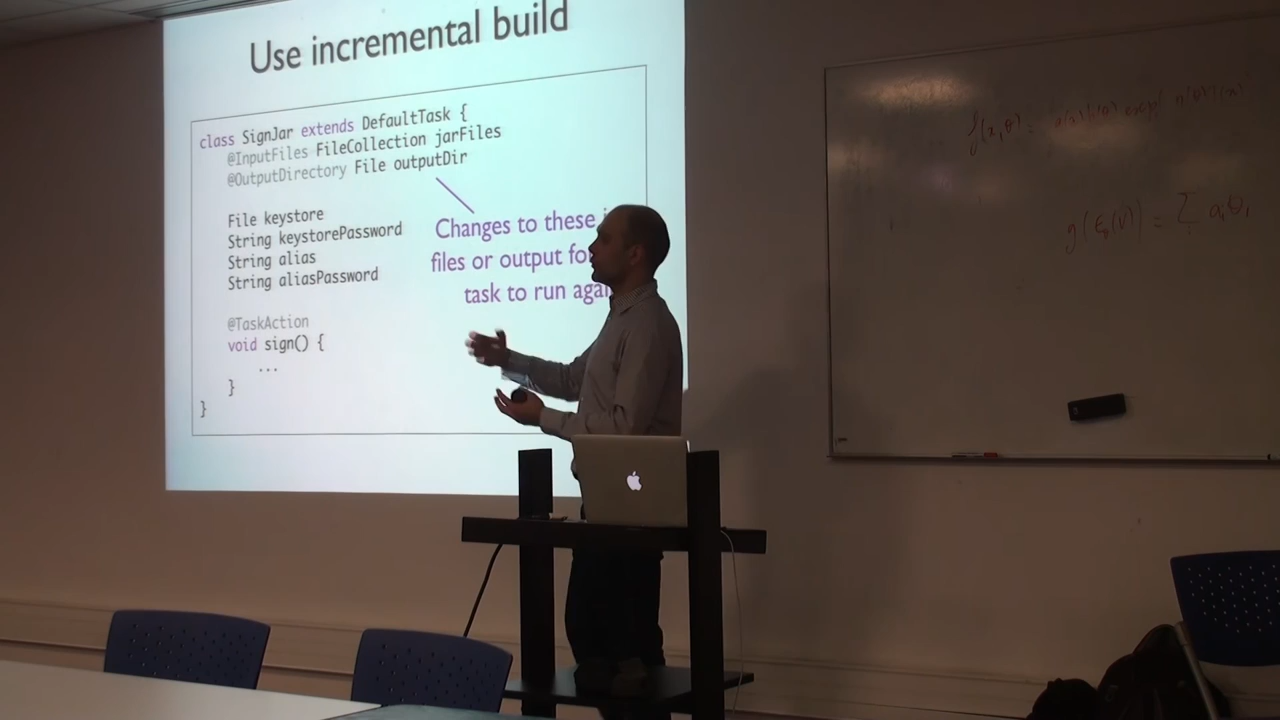 Use incremental build
class SignJar extends DefaultTask {
@InputFiles FileCollection jarFiles
@OutputDirectory File outputDir
File keystore
String keystorePassword
String alias
String aliasPassword
@TaskAction
void sign() {
...
}
}
Changes to these
files or output
task to run
f(x,θ) =
= Σ